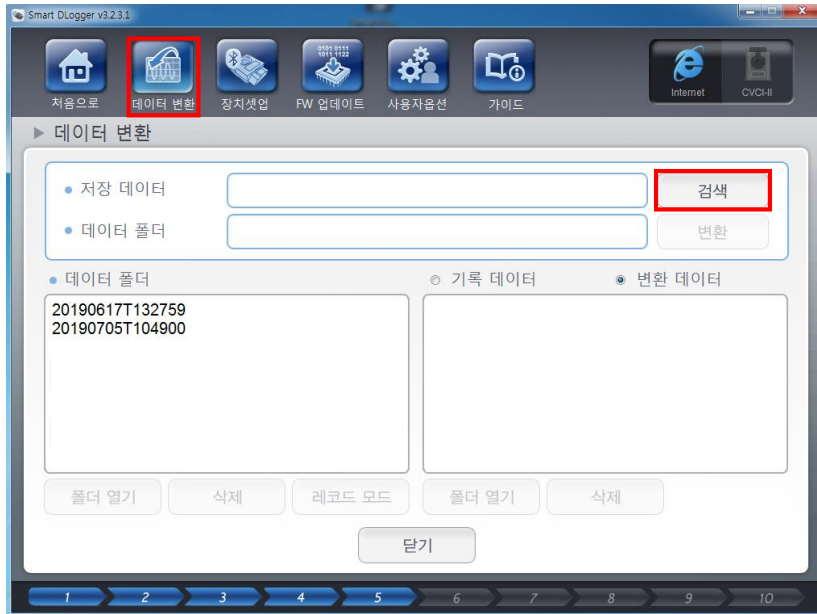 Smart DLogger v3.2.3.1
0101 0111
1011 1122
처음으로 데이터 변환 장치셋업 FW 업데이트 사용자옵션 가이드 Internet CVCI-II
데이터 변환
저장 데이터 검색
데이터 폴더 변환
데이터 폴더 기록 데이터 변환 데이터
20190617T132759
20190705T104900
폴더 열기 삭제 레코드 모드 폴더 열기 삭제
닫기
1 2 3 4 5 6 7 8 9 10